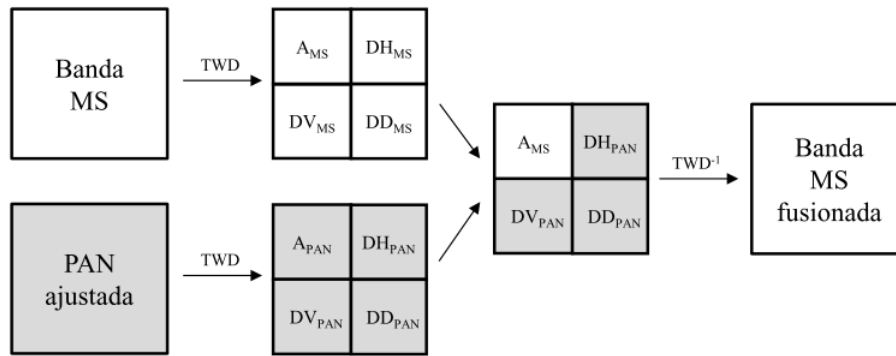 Banda
MS
TWD
A_MS DH_MS
DV_MS DD_MS
PAN
ajustada
TWD
A_PAN DH_PAN
DV_PAN DD_PAN
A_MS DH_PAN
DV_PAN DD_PAN
TWD⁻¹
Banda
MS
fusionada